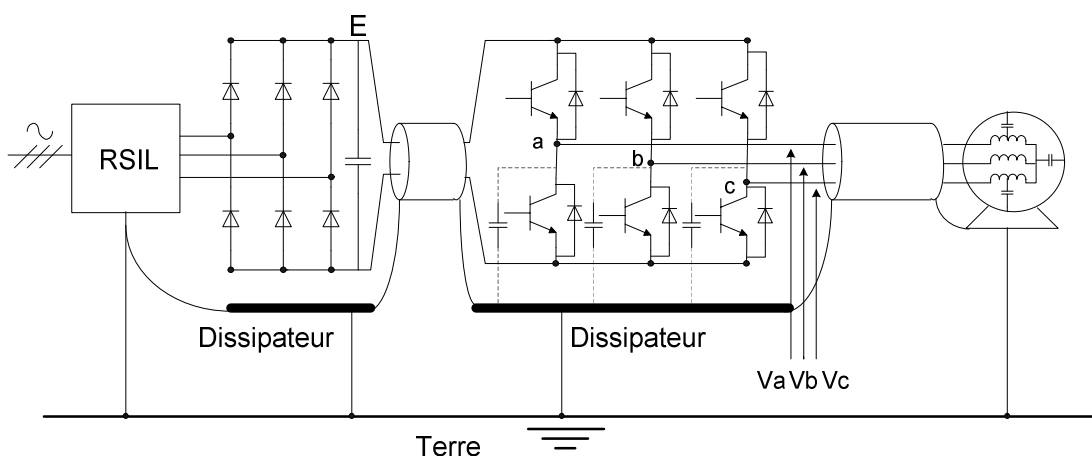 E
RSIL
a
b
c
Dissipateur
Dissipateur
Va Vb Vc
Terre